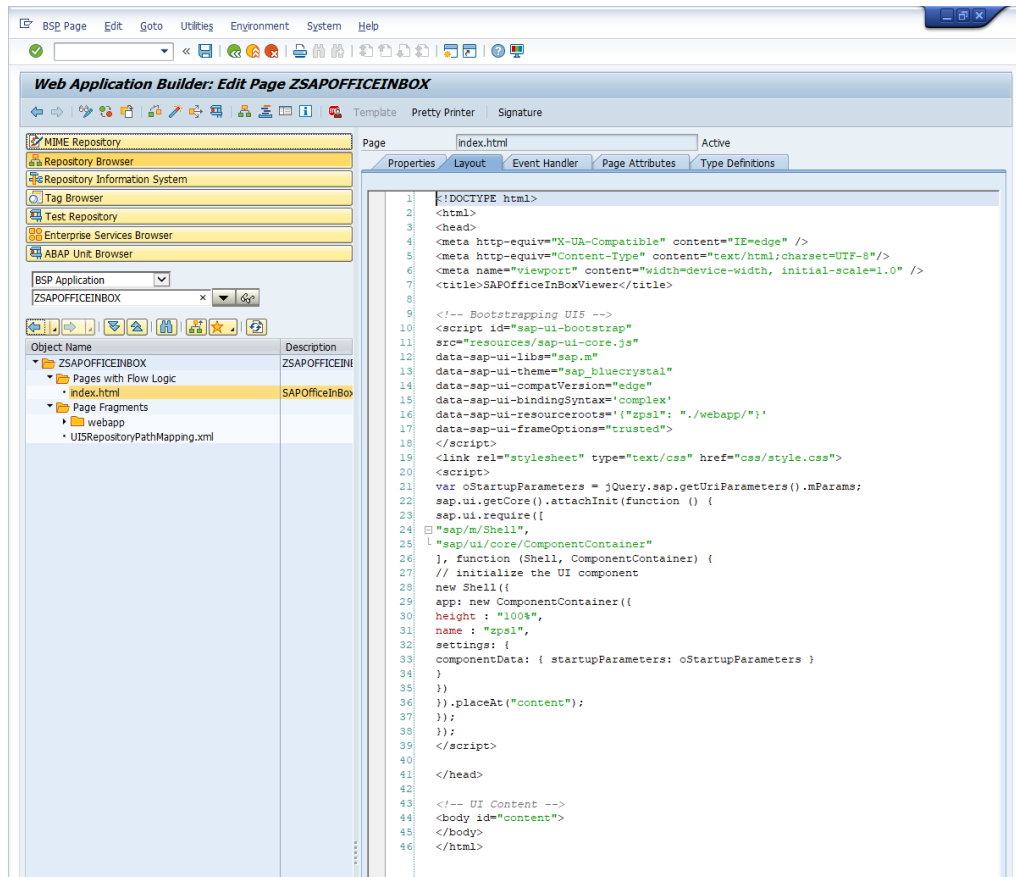 BSP Page Edit Goto Utilities Environment System Help
Web Application Builder: Edit Page ZSAPOFFICEINBOX
Template Pretty Printer Signature
MIME Repository
Repository Browser
Repository Information System
Tag Browser
Test Repository
Enterprise Services Browser
ABAP Unit Browser
BSP Application
ZSAPOFFICEINBOX
Object Name Description
ZSAPOFFICEINBOX ZSAPOFFICEINB
Pages with Flow Logic
index.html SAPOfficeInBox
Page Fragments
webapp
UI5RepositoryPathMapping.xml
Page index.html Active
Properties Layout Event Handler Page Attributes Type Definitions
1 <!DOCTYPE html>
2 <html>
3 <head>
4 <meta http-equiv="X-UA-Compatible" content="IE=edge" />
5 <meta http-equiv="Content-Type" content="text/html;charset=UTF-8"/>
6 <meta name="viewport" content="width=device-width, initial-scale=1.0" />
7 <title>SAPOfficeInBoxViewer</title>
8
9 <!-- Bootstrapping UI5 -->
10 <script id="sap-ui-bootstrap"
11 src="resources/sap-ui-core.js"
12 data-sap-ui-libs="sap.m"
13 data-sap-ui-theme="sap_bluecrystal"
14 data-sap-ui-compatVersion="edge"
15 data-sap-ui-bindingSyntax='complex'
16 data-sap-ui-resourceroots='{"zps1": "./webapp/"}'
17 data-sap-ui-frameOptions="trusted">
18 </script>
19 <link rel="stylesheet" type="text/css" href="css/style.css">
20 <script>
21 var oStartupParameters = jQuery.sap.getUriParameters().mParams;
22 sap.ui.getCore().attachInit(function () {
23 sap.ui.require([
24 "sap/m/Shell",
25 "sap/ui/core/ComponentContainer"
26 ], function (Shell, ComponentContainer) {
27 // initialize the UI component
28 new Shell({
29 app: new ComponentContainer({
30 height : "100%",
31 name : "zps1",
32 settings: {
33 componentData: { startupParameters: oStartupParameters }
34 }
35 })
36 }).placeAt("content");
37 });
38 });
39 </script>
40
41 </head>
42
43 <!-- UI Content -->
44 <body id="content">
45 </body>
46 </html>